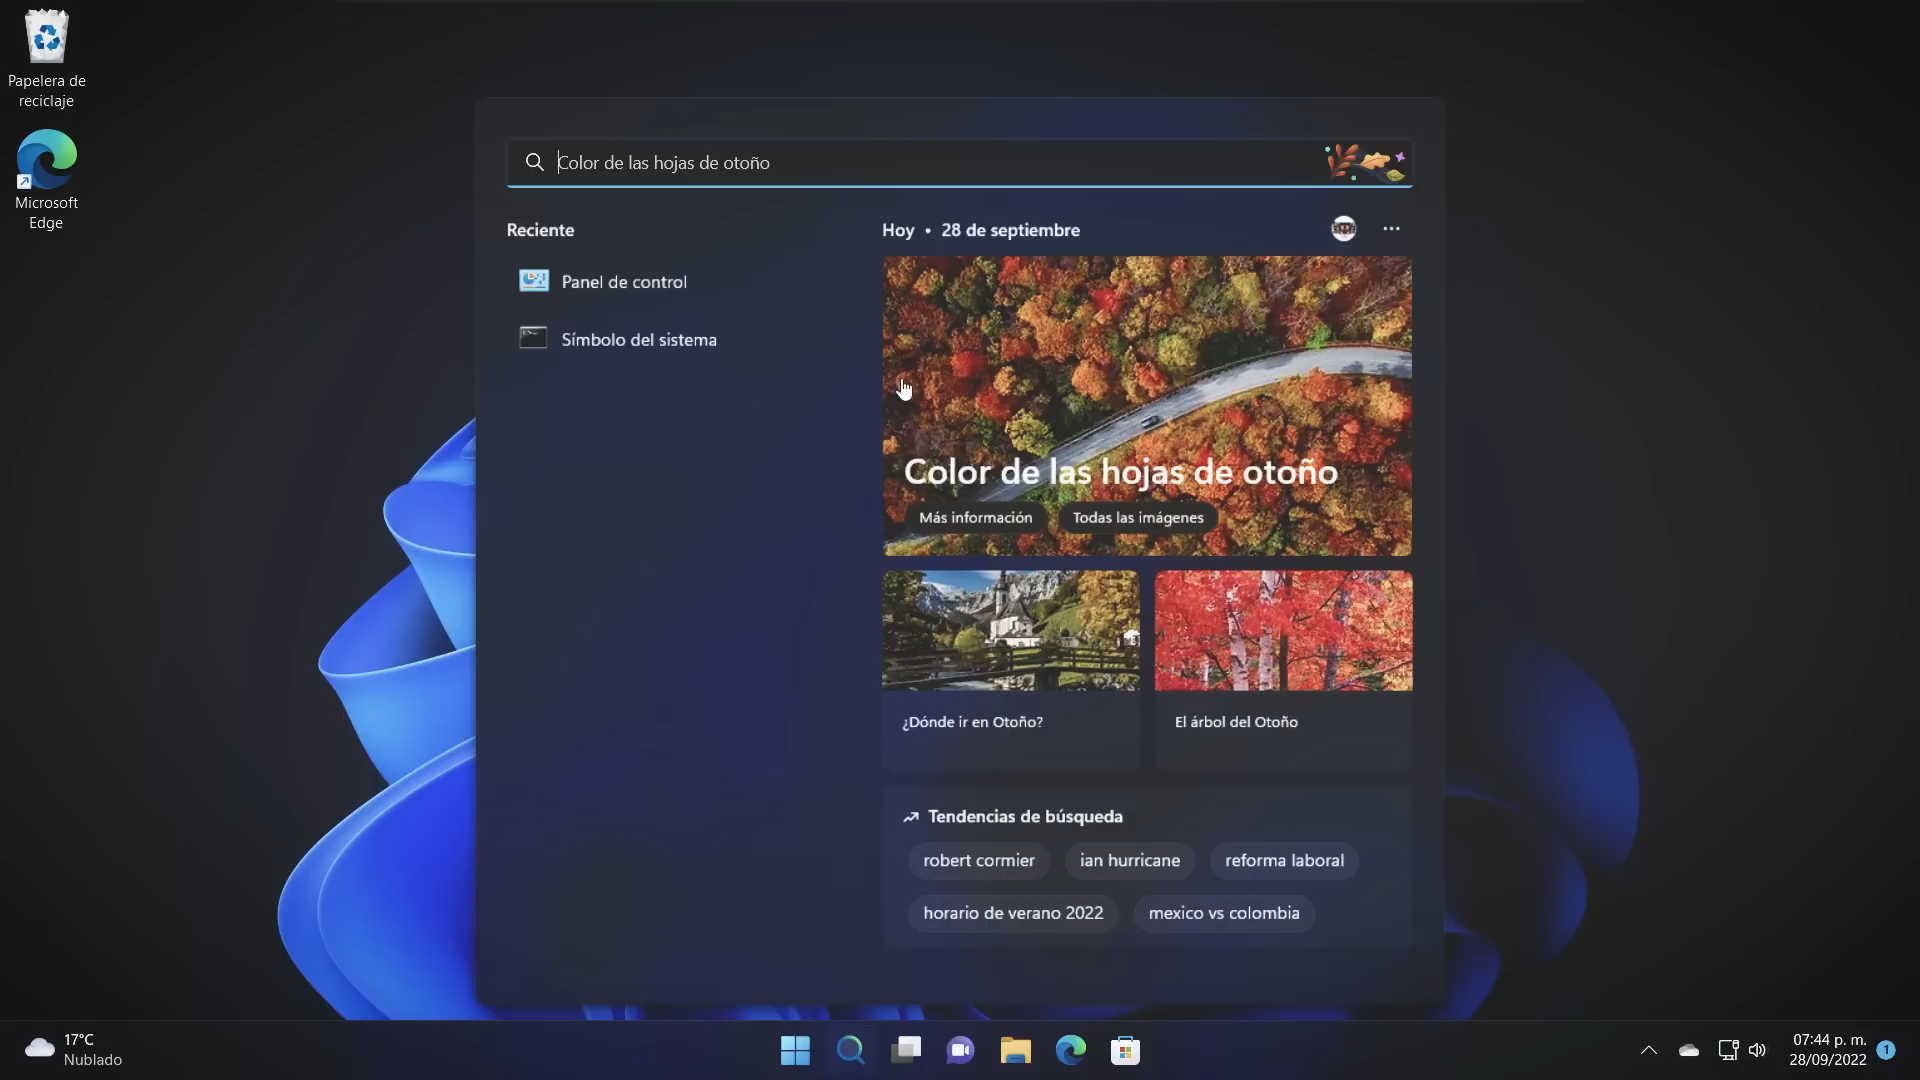 Papelera de
reciclaje
Microsoft
Edge
Color de las hojas de otoño
Reciente
Panel de control
Símbolo del sistema
Hoy • 28 de septiembre
Color de las hojas de otoño
Más información
Todas las imágenes
¿Dónde ir en Otoño?
El árbol del Otoño
Tendencias de búsqueda
robert cormier
ian hurricane
reforma laboral
horario de verano 2022
mexico vs colombia
17°C
Nublado
07:44 p. m.
28/09/2022
1